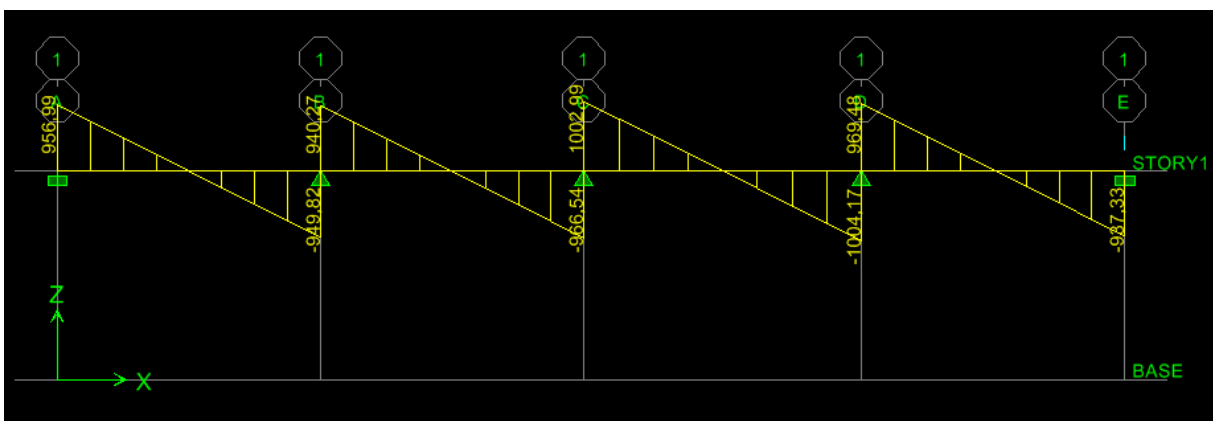 1 1 1 1 1
A E
956,99 940,27 1002,99 969,48
STORY1
-949,82 -966,54 -1004,17 -937,33
Z
X
BASE